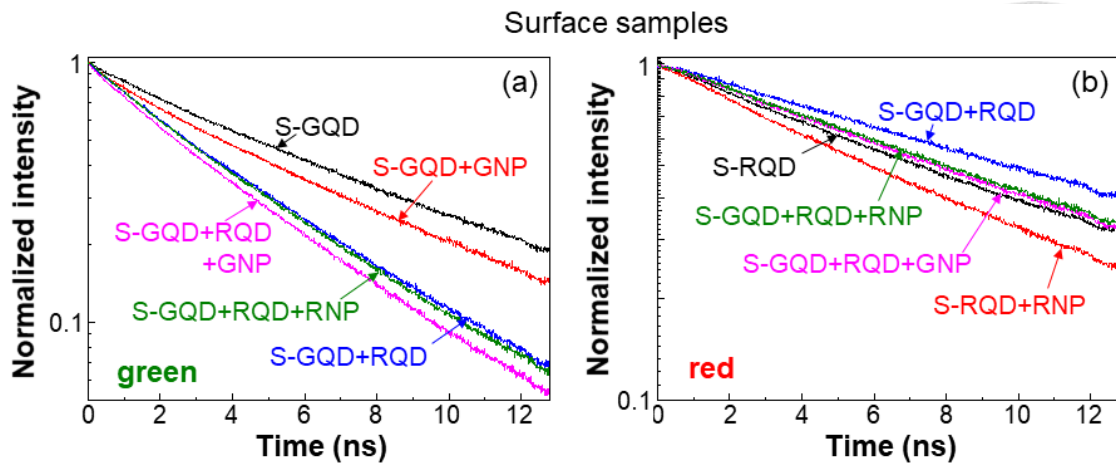 Surface samples
(a)
1
S-GQD
S-GQD+GNP
S-GQD+RQD
+GNP
S-GQD+RQD+RNP
0.1
S-GQD+RQD
green
Normalized intensity
0 2 4 6 8 10 12
Time (ns)
(b)
1
S-GQD+RQD
S-RQD
S-GQD+RQD+RNP
S-GQD+RQD+GNP
S-RQD+RNP
red
0.1
Normalized intensity
0 2 4 6 8 10 12
Time (ns)